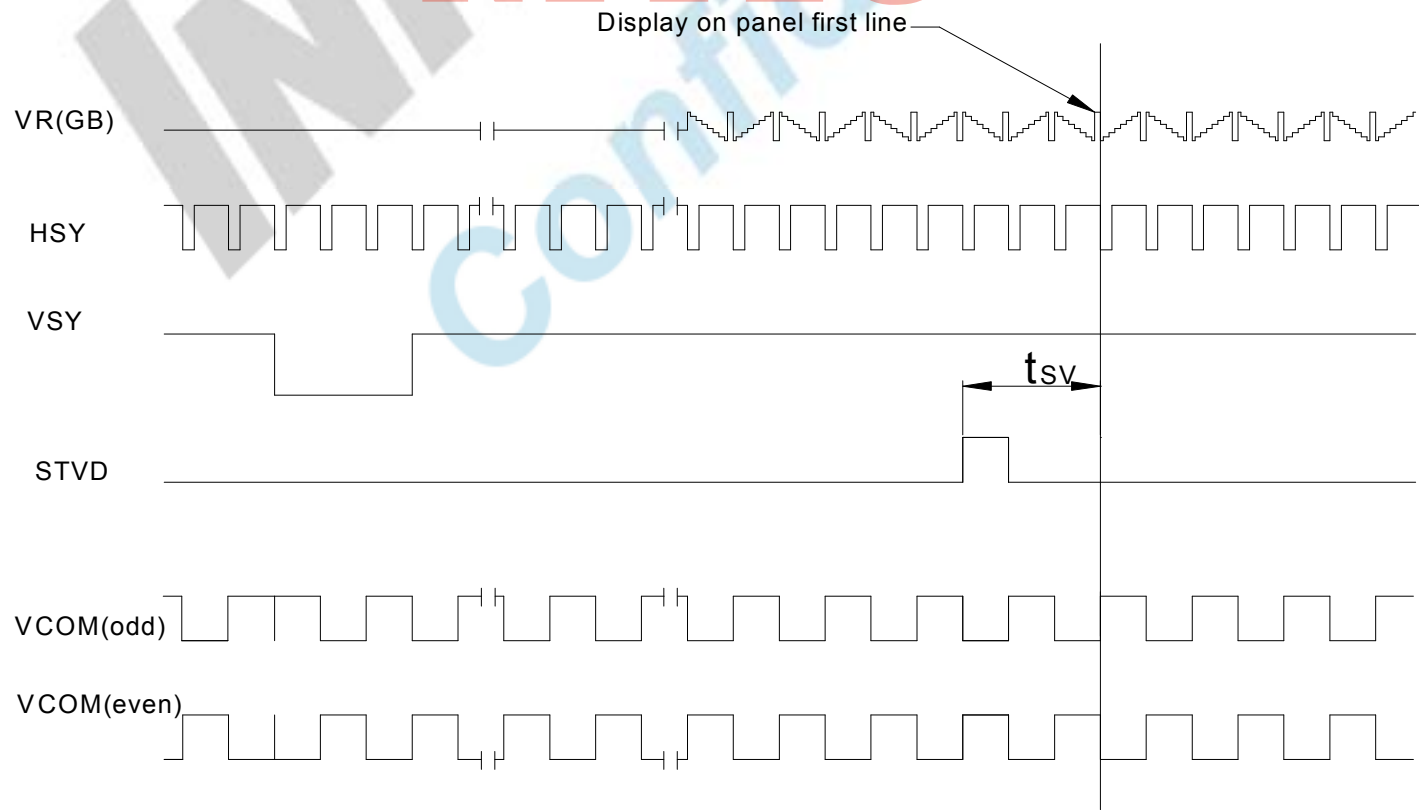 Display on panel first line
VR(GB)
HSY
VSY
tSV
STVD
VCOM(odd)
VCOM(even)